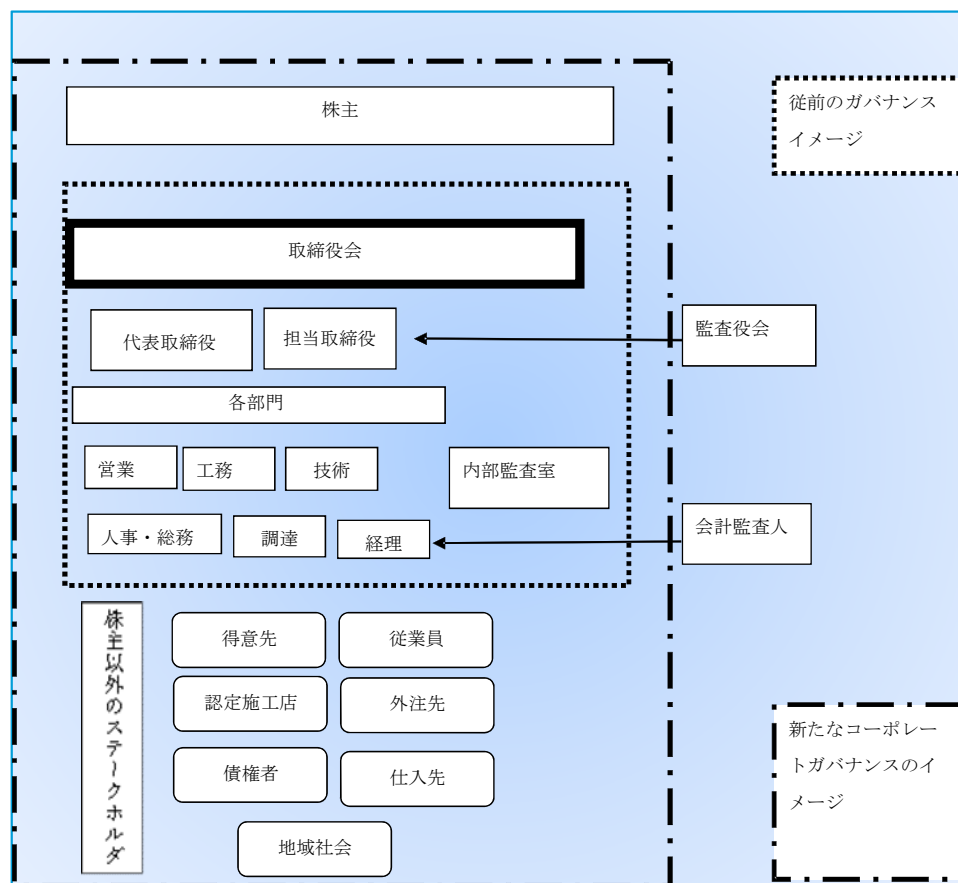 株主
従前のガバナンス
イメージ
取締役会
代表取締役
担当取締役
監査役会
各部門
営業
工務
技術
内部監査室
人事・総務
調達
経理
会計監査人
株主以外のステークホルダ
得意先
従業員
認定施工店
外注先
債権者
仕入先
地域社会
新たなコーポレー
トガバナンスのイ
メージ